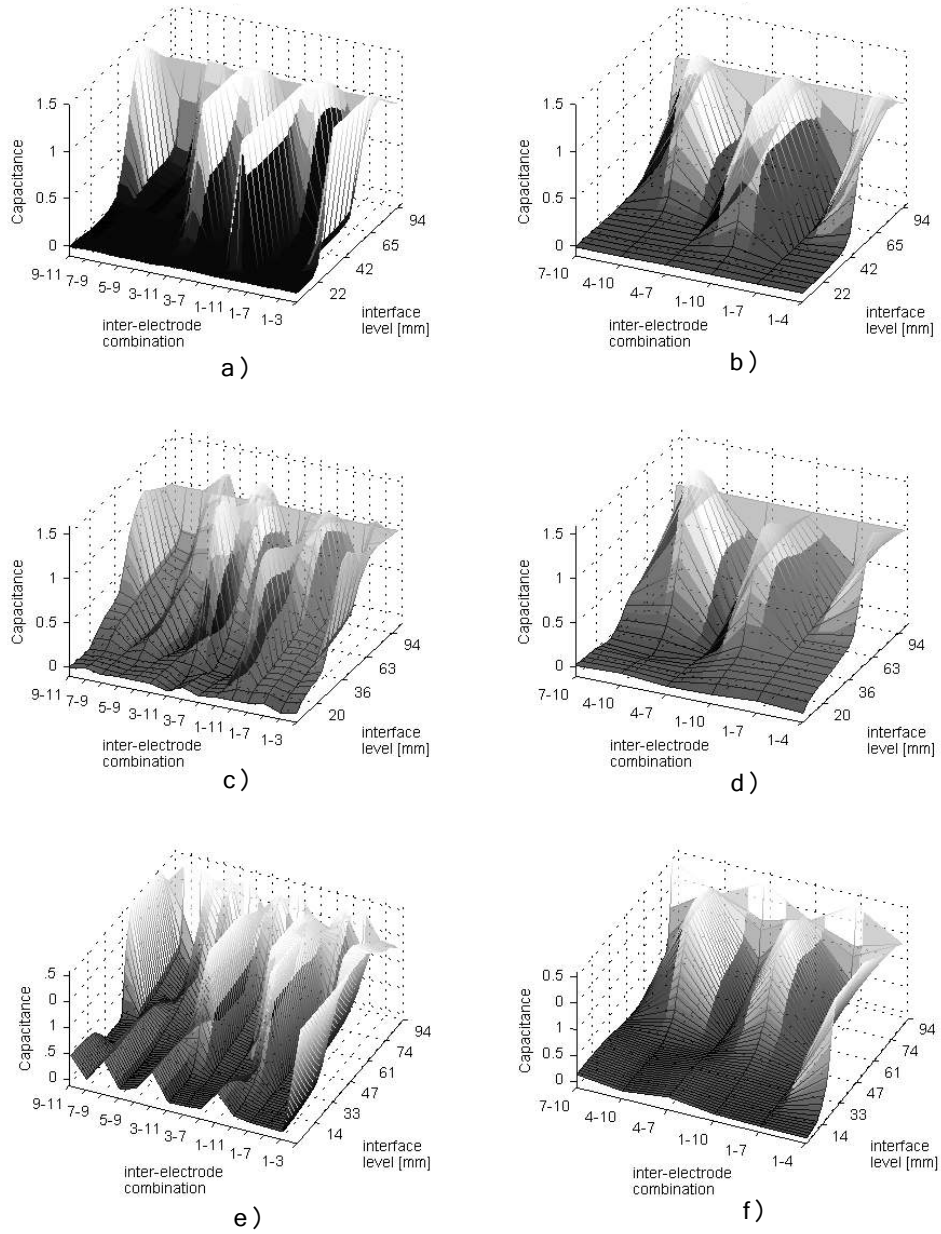 1.5
1
0.5
0
Capacitance
9-11 7-9 5-9 3-11 3-7 1-11 1-7 1-3
inter-electrode
combination
22 42 65 94
interface
level [mm]
a)
1.5
1
0.5
0
Capacitance
7-10 4-10 4-7 1-10 1-7 1-4
inter-electrode
combination
22 42 65 94
interface
level [mm]
b)
1.5
1
0.5
0
Capacitance
9-11 7-9 5-9 3-11 3-7 1-11 1-7 1-3
inter-electrode
combination
20 36 63 94
interface
level [mm]
c)
1.5
1
0.5
0
Capacitance
7-10 4-10 4-7 1-10 1-7 1-4
inter-electrode
combination
20 36 63 94
interface
level [mm]
d)
.5
0
1
.5
0
Capacitance
9-11 7-9 5-9 3-11 3-7 1-11 1-7 1-3
inter-electrode
combination
14 33 47 61 74 94
interface
level [mm]
e)
0.5
0
1
0.5
0
Capacitance
7-10 4-10 4-7 1-10 1-7 1-4
inter-electrode
combination
14 33 47 61 74 94
interface
level [mm]
f)